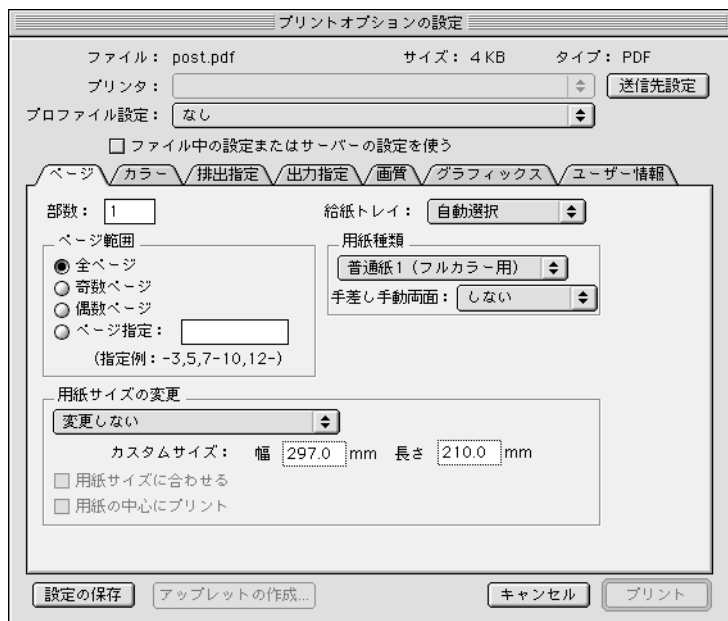 プリントオプションの設定
ファイル： post.pdf サイズ： 4 KB タイプ： PDF
プリンタ： 送信先設定
プロファイル設定： なし
ファイル中の設定またはサーバーの設定を使う
ページ カラー 排出指定 出力指定 画質 グラフィックス ユーザー情報
部数： 1 給紙トレイ： 自動選択
ページ範囲 用紙種類
全ページ 普通紙1（フルカラー用）
奇数ページ 手差し手動両面： しない
偶数ページ
ページ指定：
(指定例：-3,5,7-10,12-)
用紙サイズの変更
変更しない
カスタムサイズ： 幅 297.0 mm 長さ 210.0 mm
用紙サイズに合わせる
用紙の中心にプリント
設定の保存 アップレットの作成... キャンセル プリント